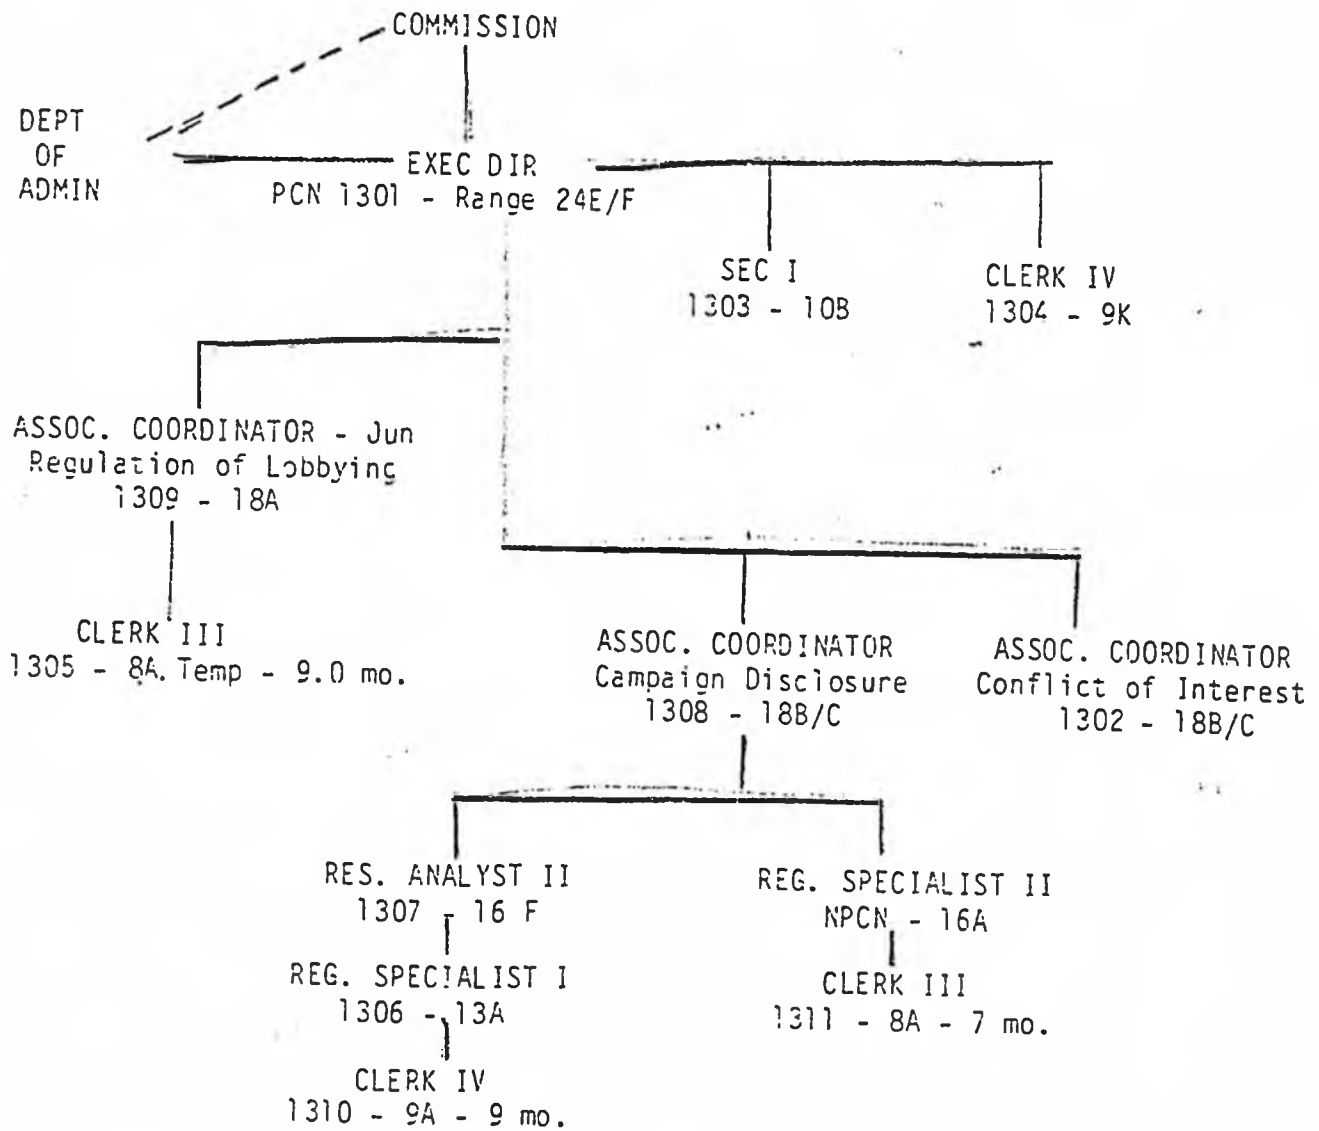 COMMISSION
DEPT
OF
ADMIN
EXEC DIR
PCN 1301 - Range 24E/F
SEC I
1303 - 10B
CLERK IV
1304 - 9K
ASSOC. COORDINATOR - Jun
Regulation of Lobbying
1309 - 18A
CLERK III
1305 - 8A. Temp - 9.0 mo.
ASSOC. COORDINATOR
Campaign Disclosure
1308 - 18B/C
ASSOC. COORDINATOR
Conflict of Interest
1302 - 18B/C
RES. ANALYST II
1307 - 16 F
REG. SPECIALIST II
NPCN - 16A
REG. SPECIALIST I
1306 - 13A
CLERK III
1311 - 8A - 7 mo.
CLERK IV
1310 - 9A - 9 mo.